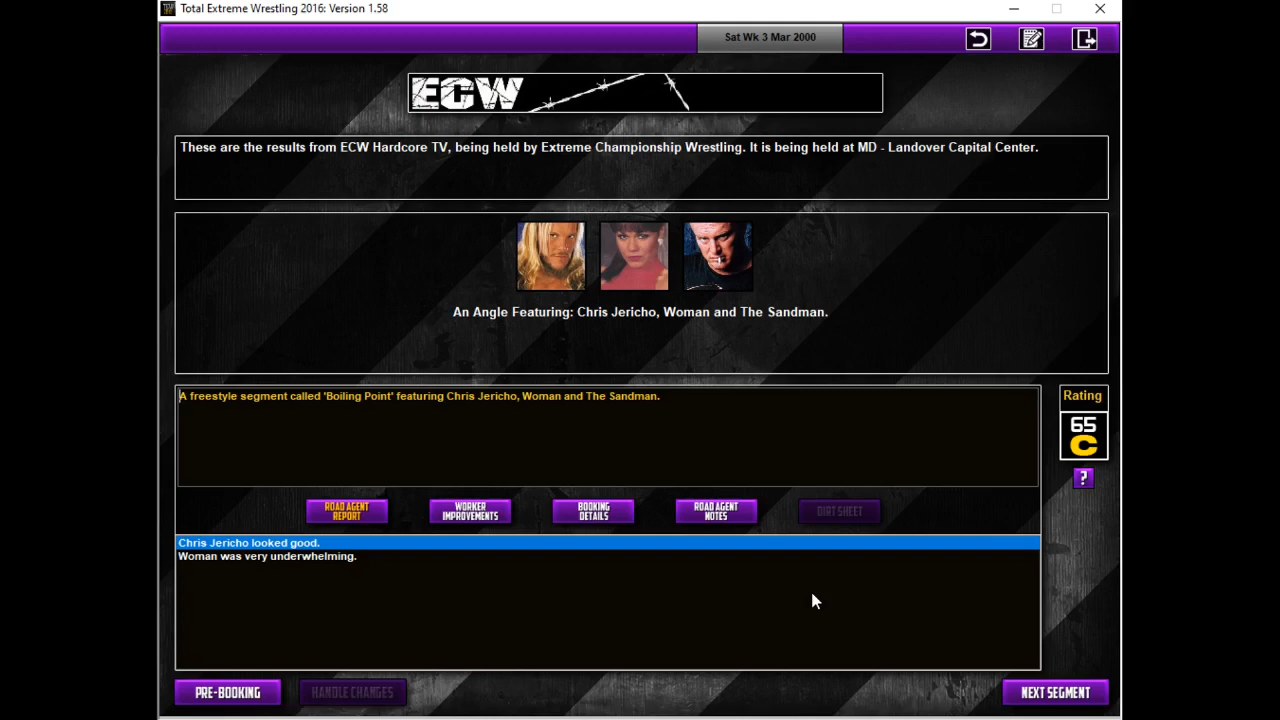 Total Extreme Wrestling 2016: Version 1.58
Sat Wk 3 Mar 2000
ECW
These are the results from ECW Hardcore TV, being held by Extreme Championship Wrestling. It is being held at MD - Landover Capital Center.
An Angle Featuring: Chris Jericho, Woman and The Sandman.
A freestyle segment called 'Boiling Point' featuring Chris Jericho, Woman and The Sandman.
Rating
65
C
?
ROAD AGENT
REPORT
WORKER
IMPROVEMENTS
BOOKING
DETAILS
ROAD AGENT
NOTES
DIRT SHEET
Chris Jericho looked good.
Woman was very underwhelming.
PRE-BOOKING
HANDLE CHANGES
NEXT SEGMENT